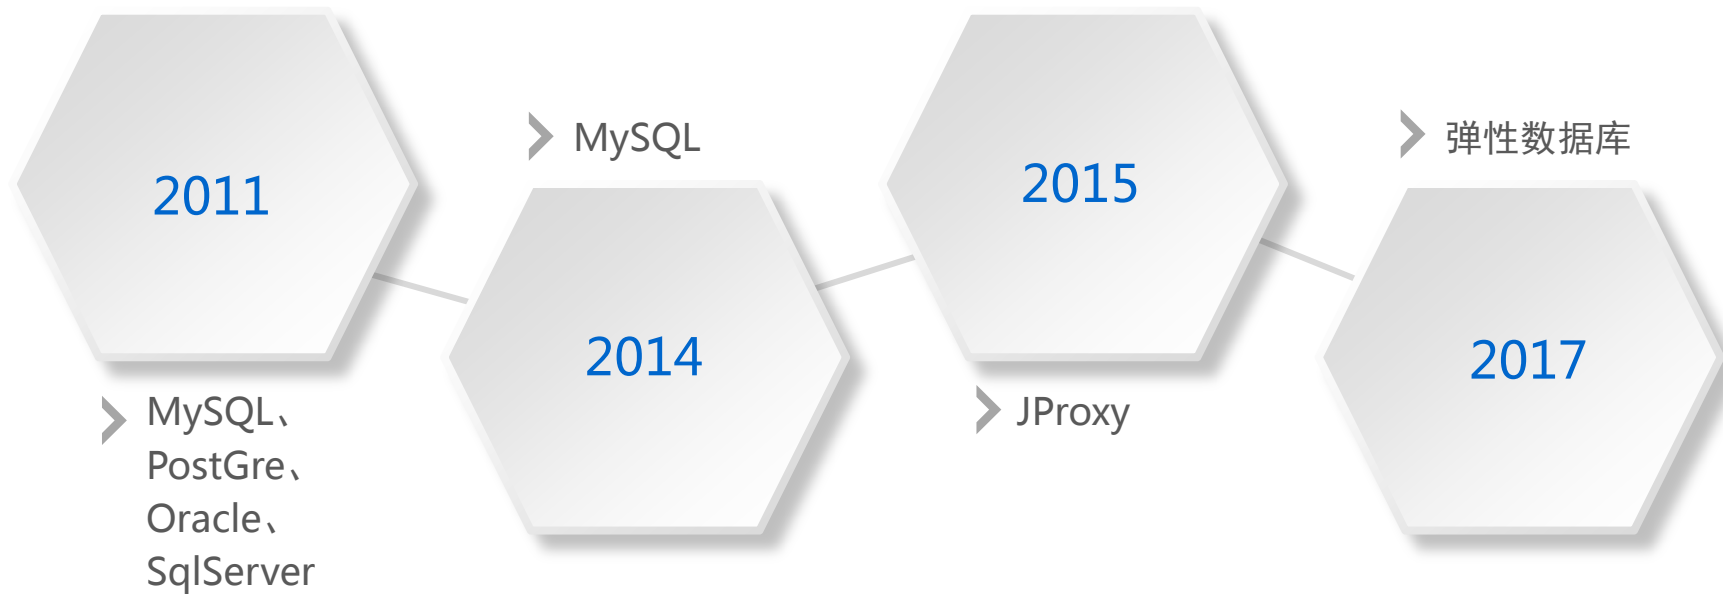 2011
MySQL、
PostGre、
Oracle、
SqlServer
MySQL
2014
2015
JProxy
弹性数据库
2017